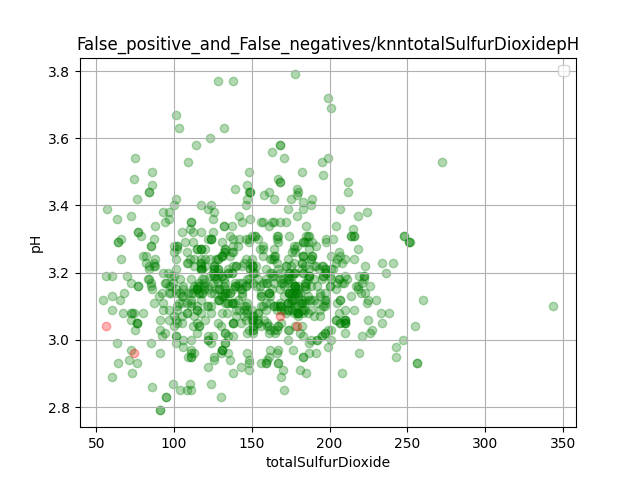 False_positive_and_False_negatives/knntotalSulfurDioxidepH
3.8
3.6
3.4
3.2
3.0
2.8
pH
50 100 150 200 250 300 350
totalSulfurDioxide